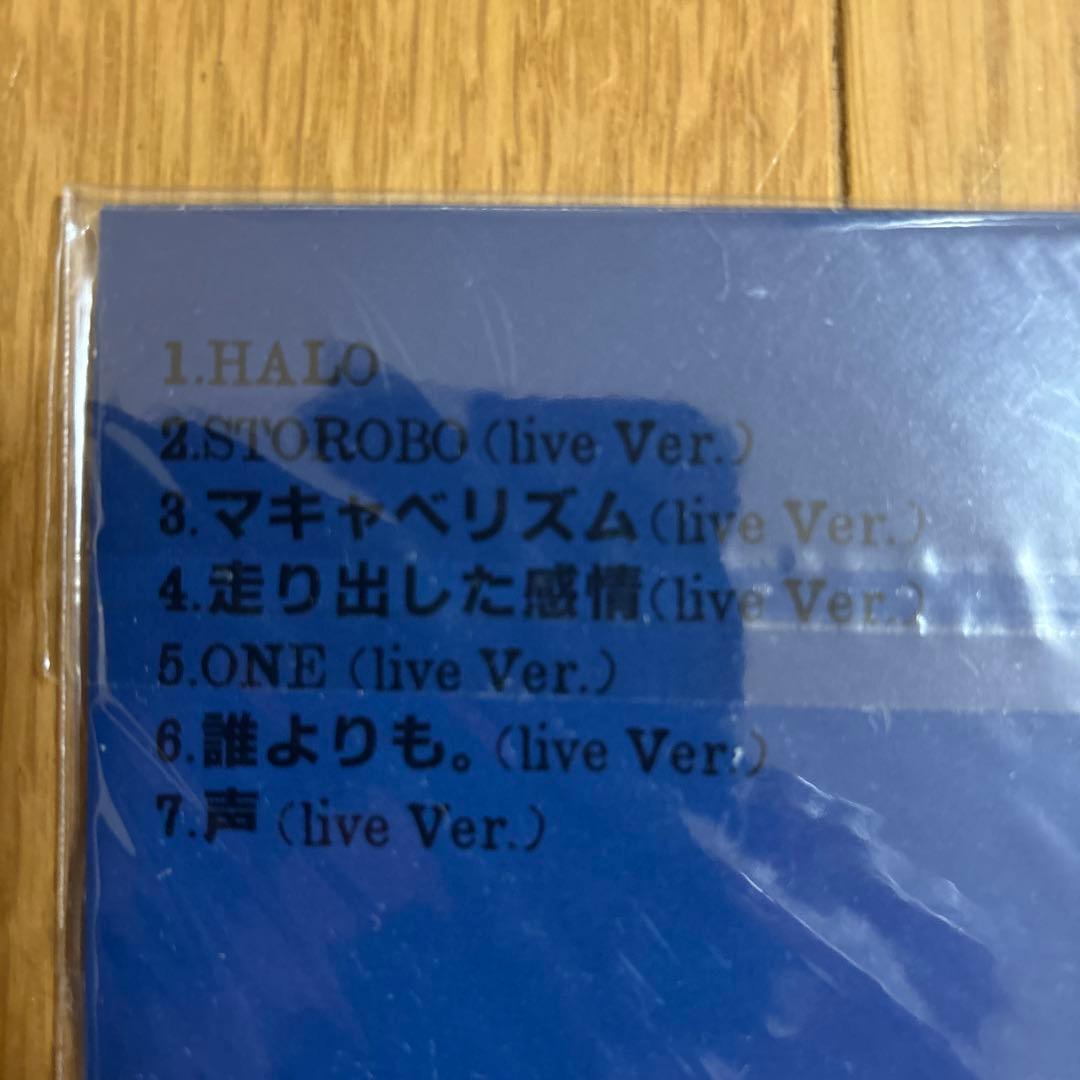 1.HALO
2.STOROBO(live Ver.)
3.マキャベリズム(live Ver.)
4.走り出した感情(live Ver.)
5.ONE (live Ver.)
6.誰よりも。(live Ver.)
7.声 (live Ver.)